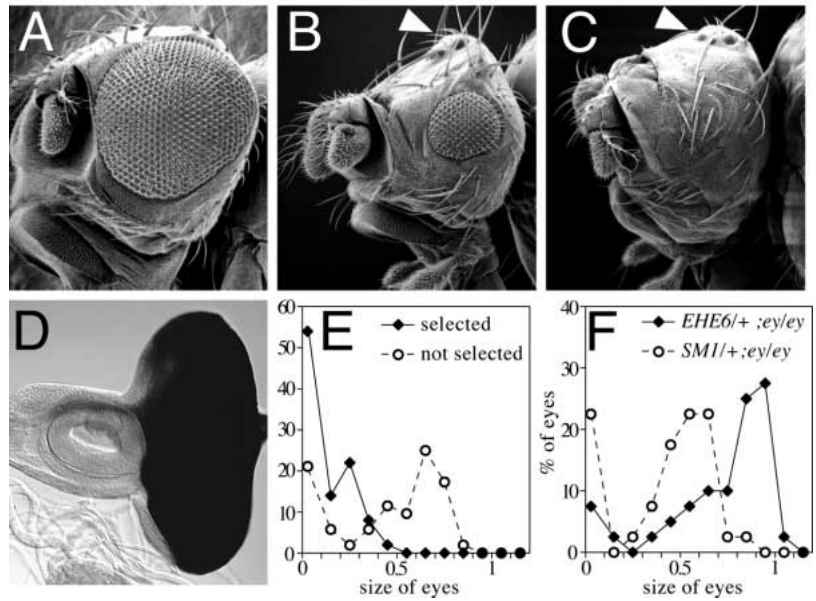 A
B
C
D
E
selected
not selected
60
50
40
30
20
10
0
0
0.5
1
size of eyes
F
EHE6/+ ;ey/ey
SM1/+ ;ey/ey
% of eyes
40
30
20
10
0
0
0.5
1
size of eyes